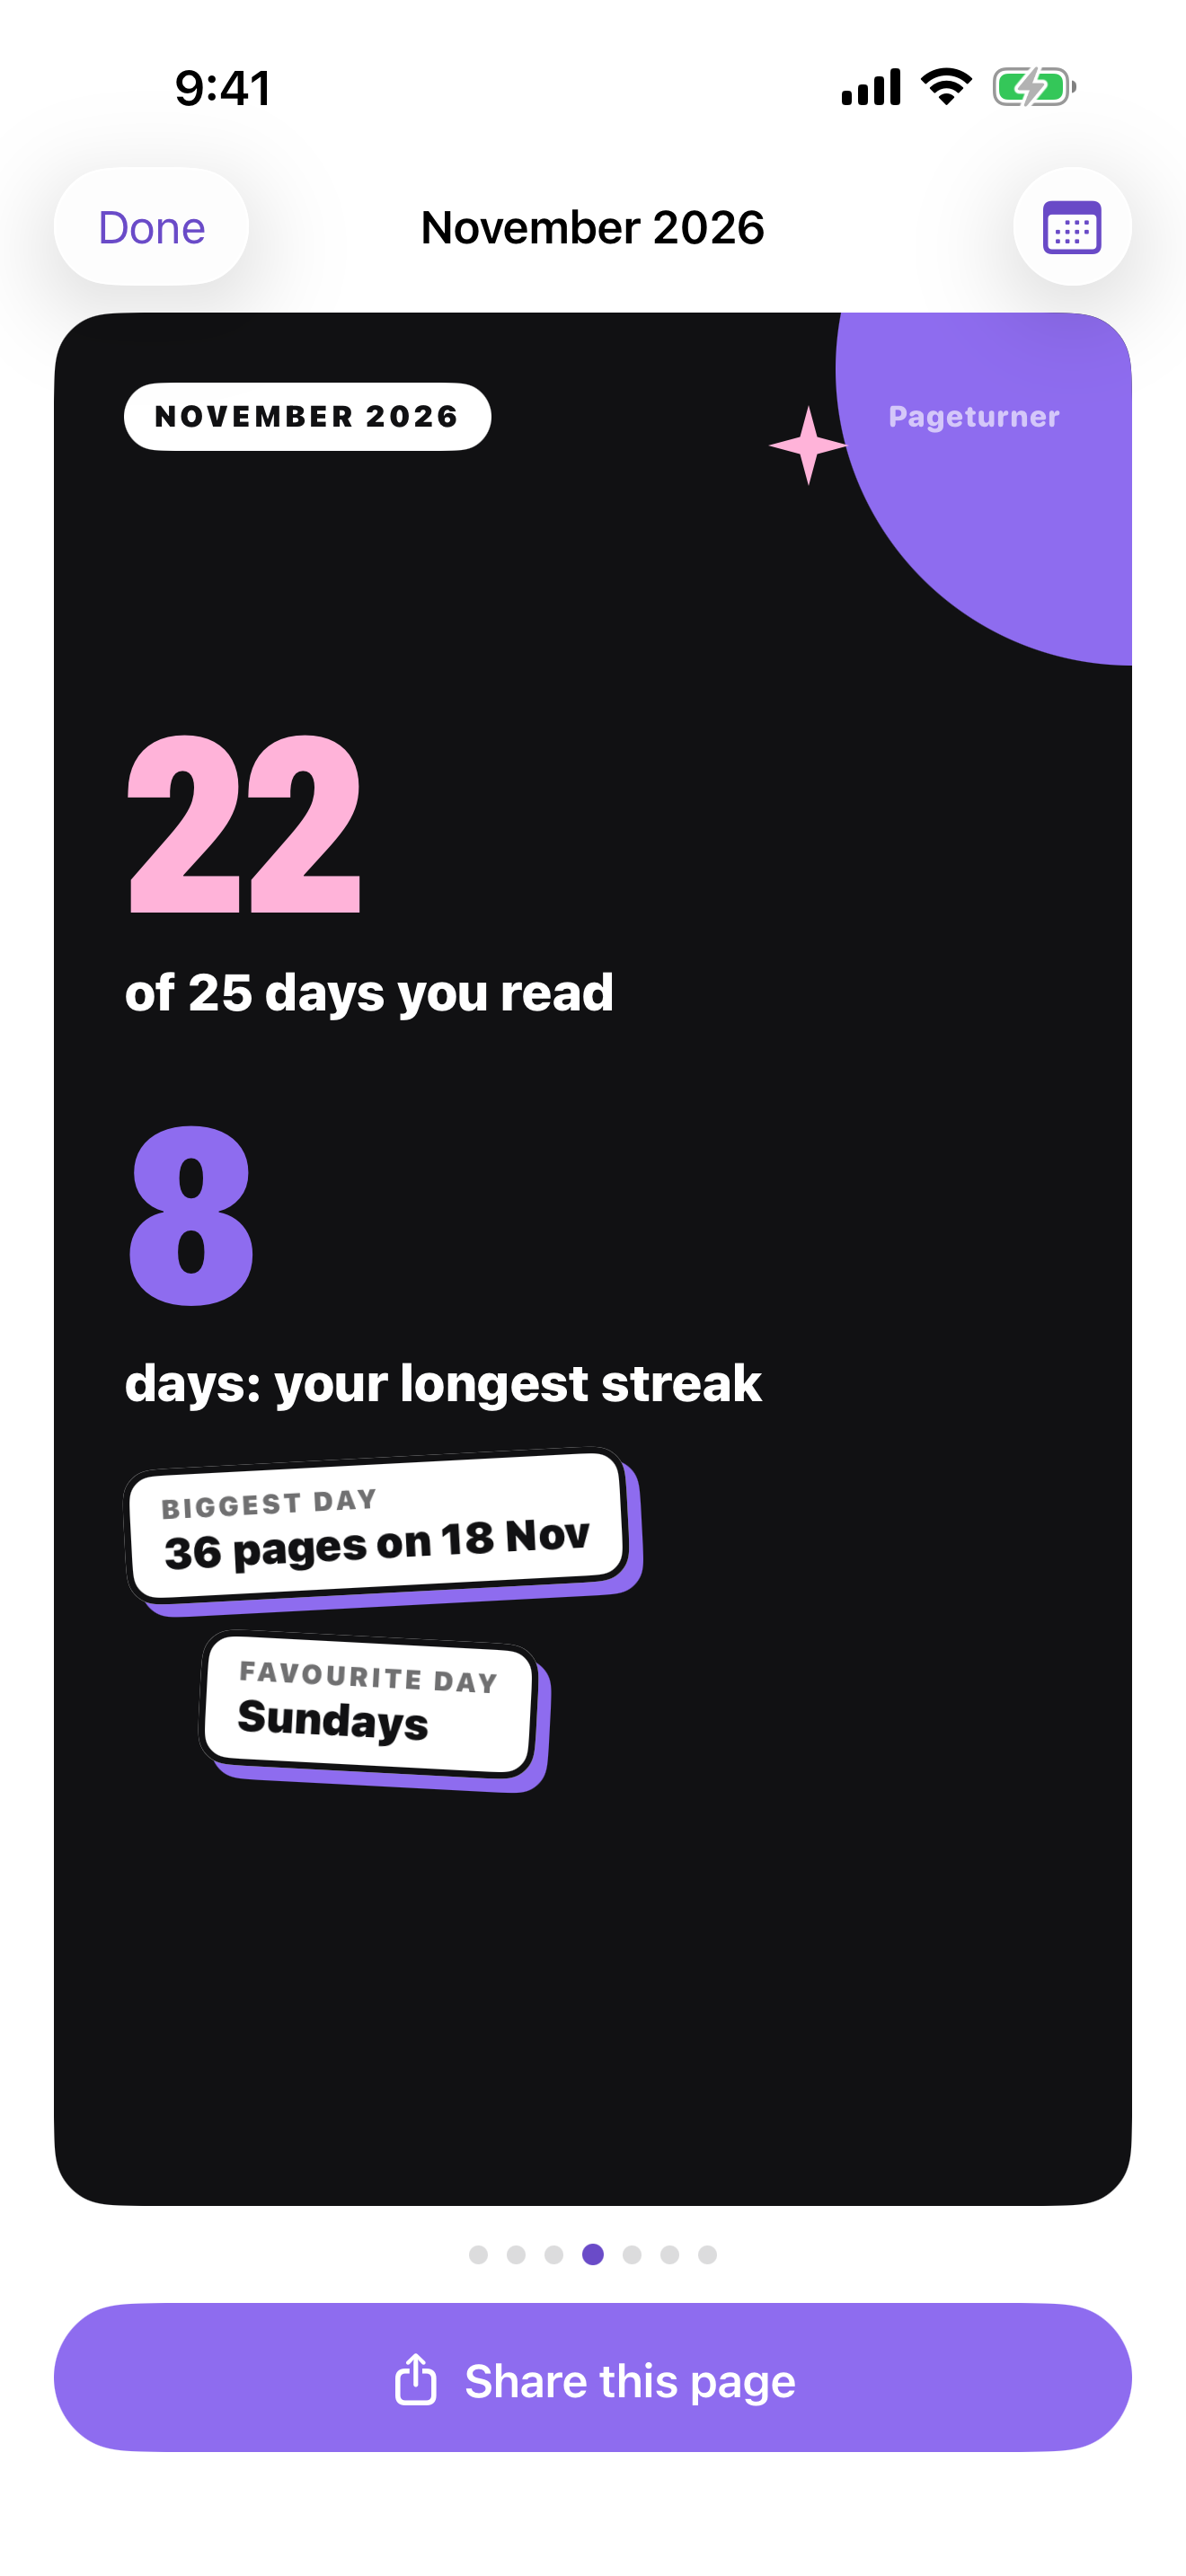 9:41
Done
November 2026
NOVEMBER 2026
Pageturner
22
of 25 days you read
8
days: your longest streak
BIGGEST DAY
36 pages on 18 Nov
FAVOURITE DAY
Sundays
Share this page